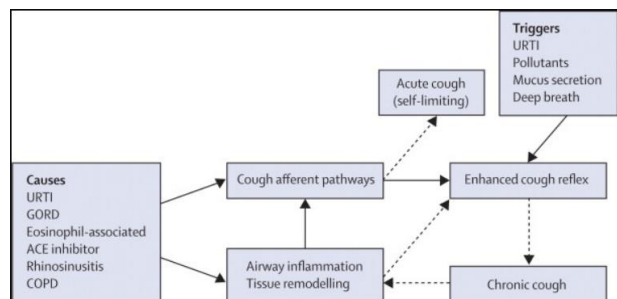 Triggers
URTI
Pollutants
Mucus secretion
Deep breath
Acute cough
(self-limiting)
Causes
URTI
GORD
Eosinophil-associated
ACE inhibitor
Rhinosinusitis
COPD
Cough afferent pathways
Enhanced cough reflex
Airway inflammation
Tissue remodelling
Chronic cough